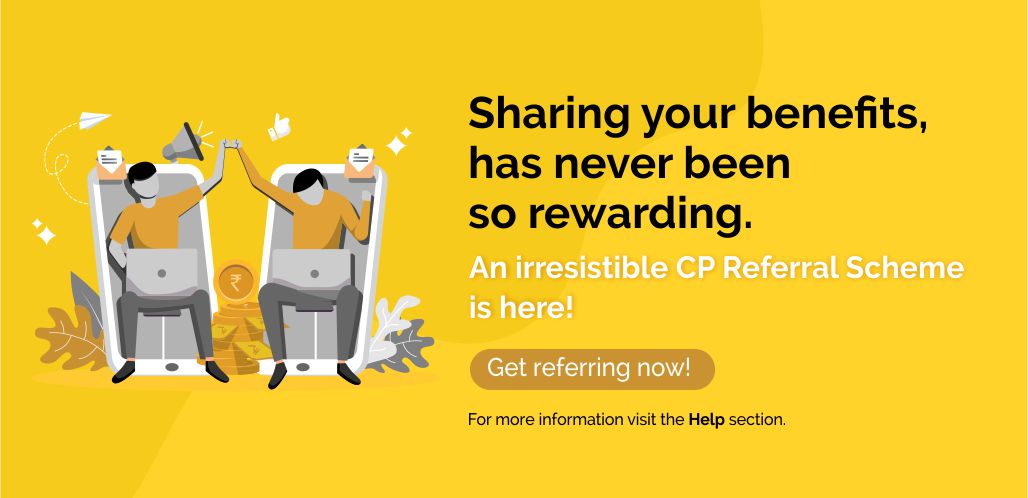 Sharing your benefits,
has never been
so rewarding.
An irresistible CP Referral Scheme
is here!
Get referring now!
For more information visit the Help section.
₹